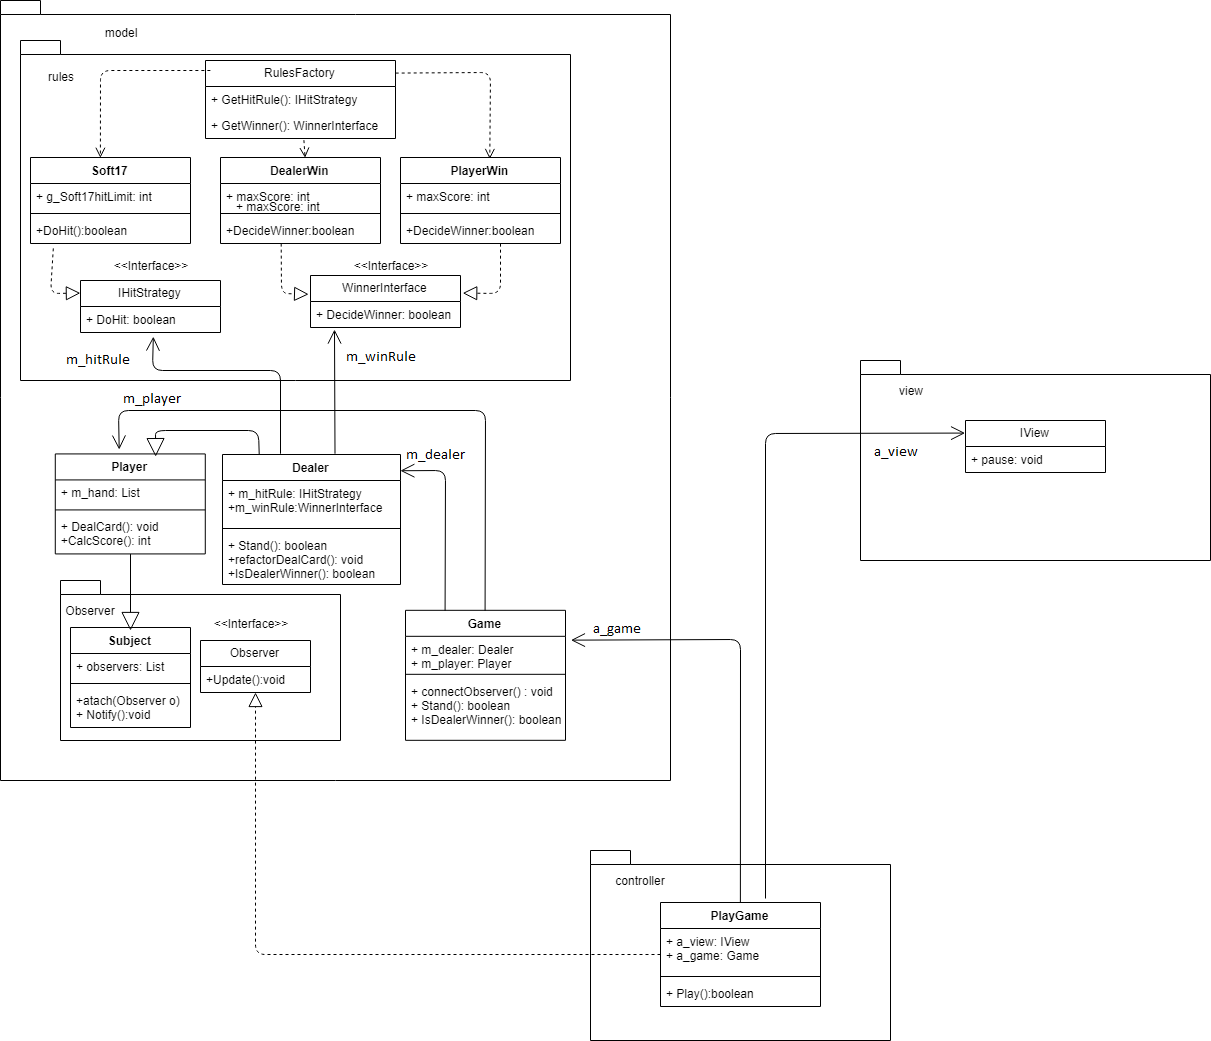 model
rules
RulesFactory
+ GetHitRule(): IHitStrategy
+ GetWinner(): WinnerInterface
Soft17
+ g_Soft17hitLimit: int
+DoHit():boolean
DealerWin
+ maxScore: int
+ maxScore: int
+DecideWinner:boolean
PlayerWin
+ maxScore: int
+DecideWinner:boolean
<<Interface>>
IHitStrategy
+ DoHit: boolean
<<Interface>>
WinnerInterface
+ DecideWinner: boolean
m_hitRule
m_winRule
m_player
m_dealer
Player
+ m_hand: List
+ DealCard(): void
+CalcScore(): int
Dealer
+ m_hitRule: IHitStrategy
+m_winRule:WinnerInterface
+ Stand(): boolean
+refactorDealCard(): void
+IsDealerWinner(): boolean
view
IView
+ pause: void
a_view
Observer
Subject
+ observers: List
+atach(Observer o)
+ Notify():void
<<Interface>>
Observer
+Update():void
Game
+ m_dealer: Dealer
+ m_player: Player
+ connectObserver() : void
+ Stand(): boolean
+ IsDealerWinner(): boolean
a_game
controller
PlayGame
+ a_view: IView
+ a_game: Game
+ Play():boolean